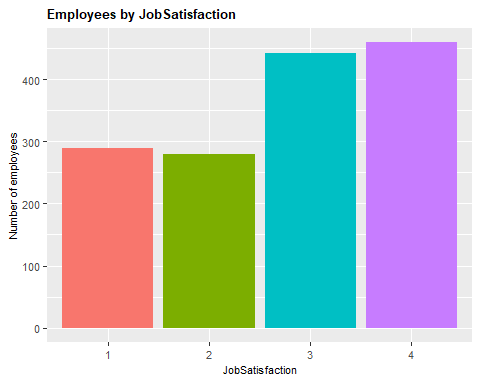 Employees by JobSatisfaction
Number of employees
400
300
200
100
0
1 2 3 4
JobSatisfaction